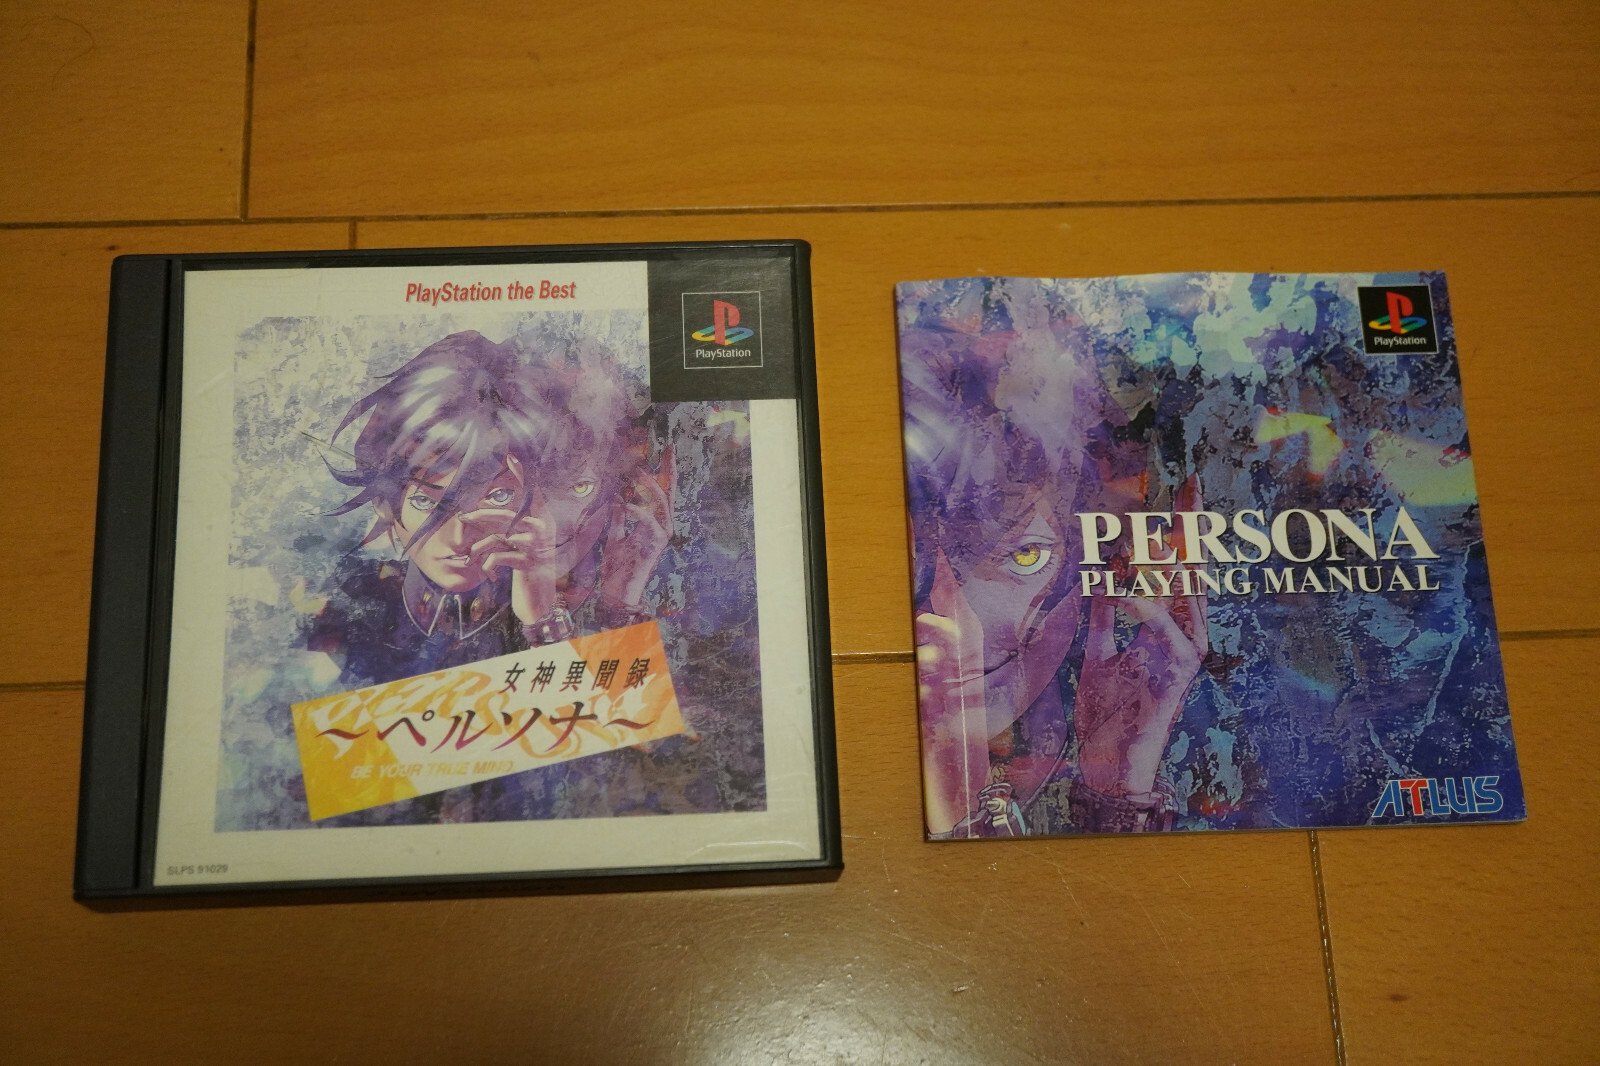 PlayStation the Best
PlayStation
女神異聞録
～ペルソナ～
BE YOUR TRUE MIND
SLPS 91029
PlayStation
PERSONA
PLAYING MANUAL
ATLUS